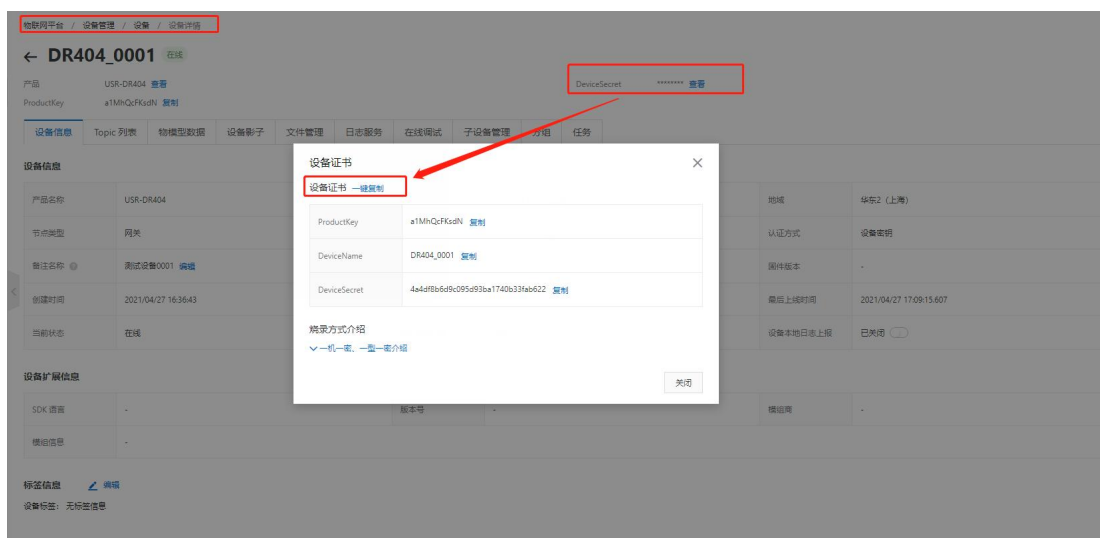 物联网平台 / 设备管理 / 设备 / 设备详情
← DR404_0001 在线
产品 USR-DR404 查看 DeviceSecret ******** 查看
ProductKey a1MhQcFKsdN 复制
设备信息 Topic 列表 物模型数据 设备影子 文件管理 日志服务 在线调试 子设备管理 分组 任务
设备信息
产品名称 USR-DR404 地域 华东2（上海）
节点类型 网关 认证方式 设备密钥
备注名称 测试设备0001 编辑 固件版本 -
创建时间 2021/04/27 16:36:43 最后上线时间 2021/04/27 17:09:15.607
当前状态 在线 设备本地日志上报 已关闭
设备证书
设备证书 一键复制
ProductKey a1MhQcFKsdN 复制
DeviceName DR404_0001 复制
DeviceSecret 4a4df8b6d9c095d93ba1740b33fab622 复制
烧录方式介绍
一机一密、一型一密介绍
关闭
设备扩展信息
SDK 语言 - 版本号 - 模组商 -
模组信息 -
标签信息 编辑
设备标签：无标签信息